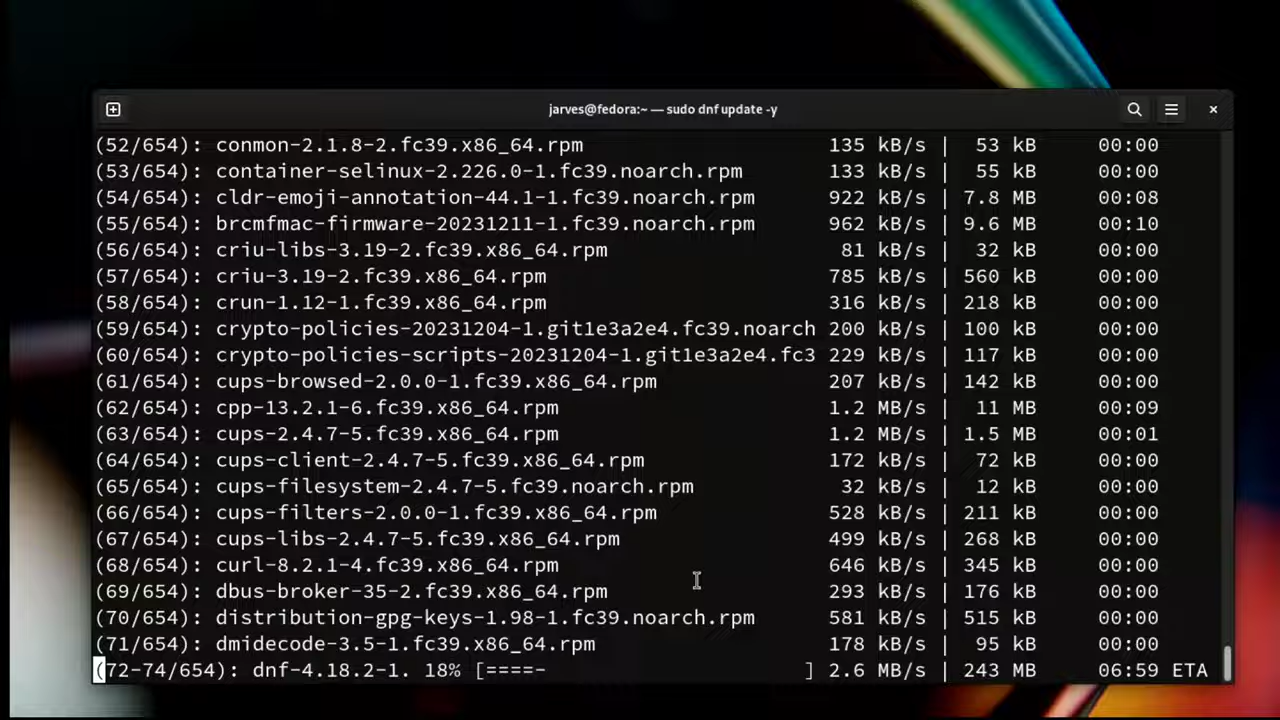 jarves@fedora:~ — sudo dnf update -y
(52/654): conmon-2.1.8-2.fc39.x86_64.rpm 135 kB/s | 53 kB 00:00
(53/654): container-selinux-2.226.0-1.fc39.noarch.rpm 133 kB/s | 55 kB 00:00
(54/654): cldr-emoji-annotation-44.1-1.fc39.noarch.rpm 922 kB/s | 7.8 MB 00:08
(55/654): brcmfmac-firmware-20231211-1.fc39.noarch.rpm 962 kB/s | 9.6 MB 00:10
(56/654): criu-libs-3.19-2.fc39.x86_64.rpm 81 kB/s | 32 kB 00:00
(57/654): criu-3.19-2.fc39.x86_64.rpm 785 kB/s | 560 kB 00:00
(58/654): crun-1.12-1.fc39.x86_64.rpm 316 kB/s | 218 kB 00:00
(59/654): crypto-policies-20231204-1.git1e3a2e4.fc39.noarch 200 kB/s | 100 kB 00:00
(60/654): crypto-policies-scripts-20231204-1.git1e3a2e4.fc3 229 kB/s | 117 kB 00:00
(61/654): cups-browsed-2.0.0-1.fc39.x86_64.rpm 207 kB/s | 142 kB 00:00
(62/654): cpp-13.2.1-6.fc39.x86_64.rpm 1.2 MB/s | 11 MB 00:09
(63/654): cups-2.4.7-5.fc39.x86_64.rpm 1.2 MB/s | 1.5 MB 00:01
(64/654): cups-client-2.4.7-5.fc39.x86_64.rpm 172 kB/s | 72 kB 00:00
(65/654): cups-filesystem-2.4.7-5.fc39.noarch.rpm 32 kB/s | 12 kB 00:00
(66/654): cups-filters-2.0.0-1.fc39.x86_64.rpm 528 kB/s | 211 kB 00:00
(67/654): cups-libs-2.4.7-5.fc39.x86_64.rpm 499 kB/s | 268 kB 00:00
(68/654): curl-8.2.1-4.fc39.x86_64.rpm 646 kB/s | 345 kB 00:00
(69/654): dbus-broker-35-2.fc39.x86_64.rpm 293 kB/s | 176 kB 00:00
(70/654): distribution-gpg-keys-1.98-1.fc39.noarch.rpm 581 kB/s | 515 kB 00:00
(71/654): dmidecode-3.5-1.fc39.x86_64.rpm 178 kB/s | 95 kB 00:00
(72-74/654): dnf-4.18.2-1. 18% [====- ] 2.6 MB/s | 243 MB 06:59 ETA